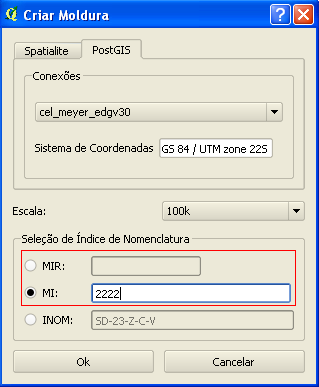 Criar Moldura
Spatialite
PostGIS
Conexões
cel_meyer_edgv30
Sistema de Coordenadas
GS 84 / UTM zone 22S
Escala:
100k
Seleção de Índice de Nomenclatura
MIR:
MI:
2222
INOM:
SD-23-Z-C-V
Ok
Cancelar